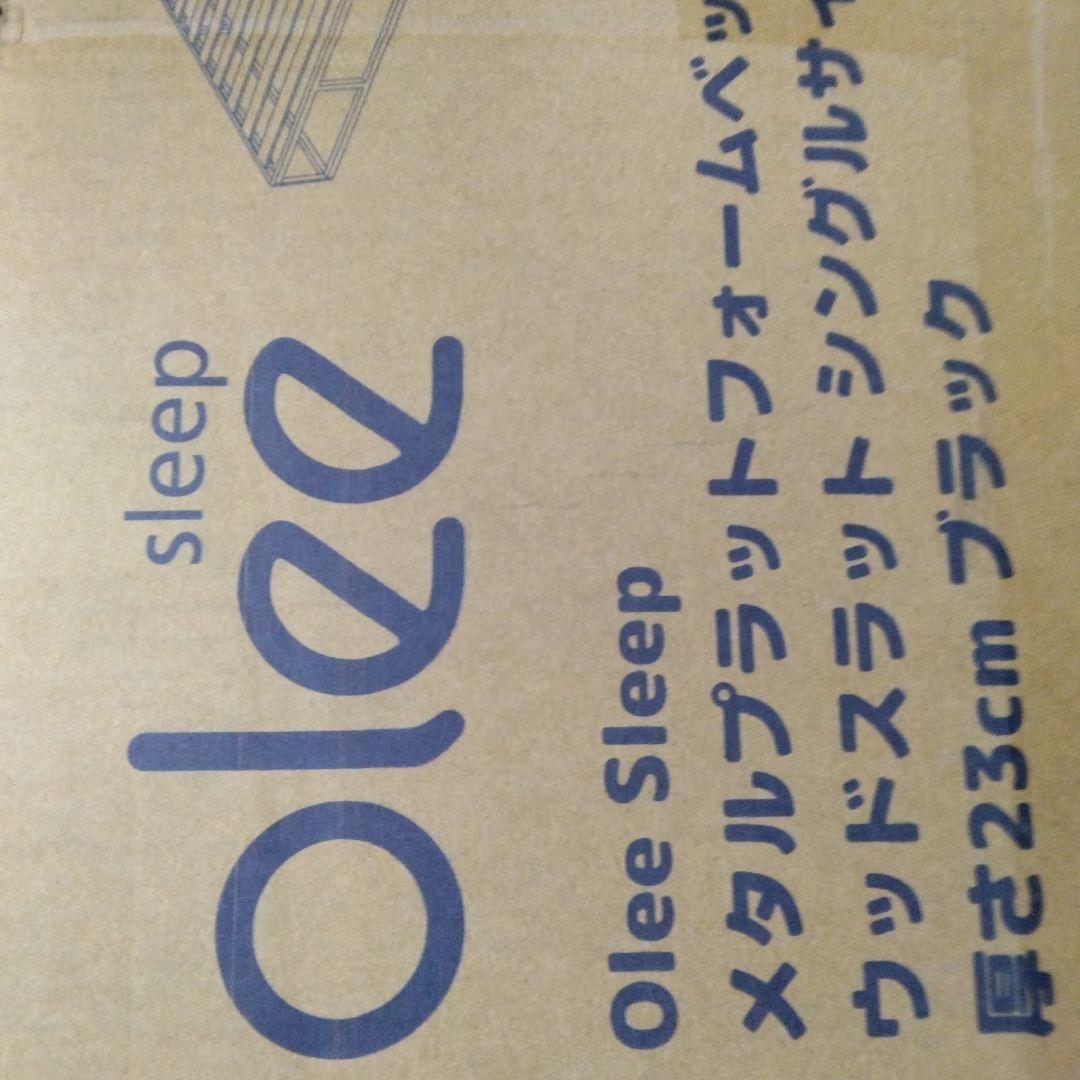 sleep
olee
Olee Sleep
メタルプラットフォームベッ
ウッドスラット シングルサイ
厚さ23cm ブラック